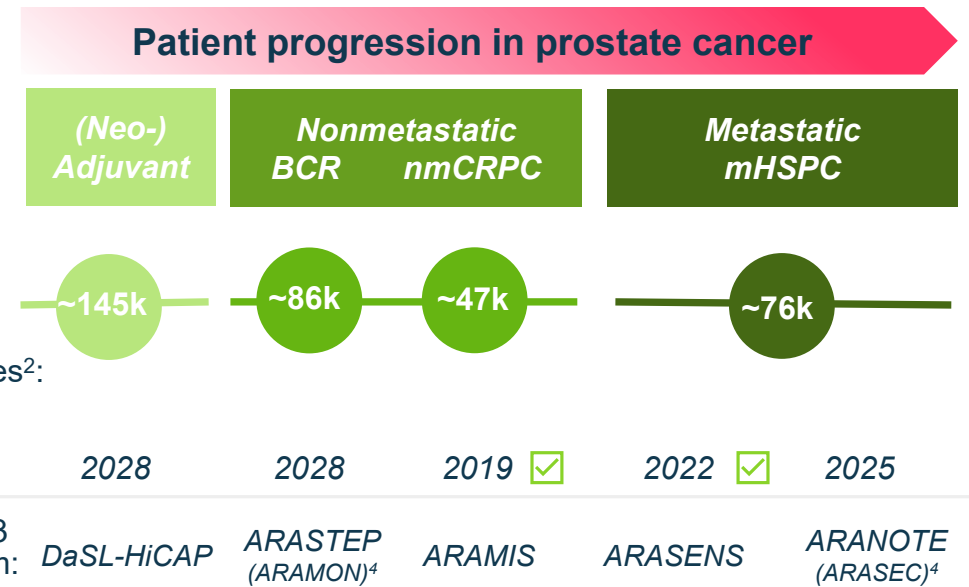 Patient progression in prostate cancer
(Neo-)
Adjuvant
Nonmetastatic
BCR nmCRPC
Metastatic
mHSPC
~145k ~86k ~47k ~76k
es²:
2028 2028 2019 ☑ 2022 ☑ 2025
DaSL-HiCAP ARASTEP ARAMIS ARASENS ARANOTE
(ARAMON)⁴ (ARASEC)⁴